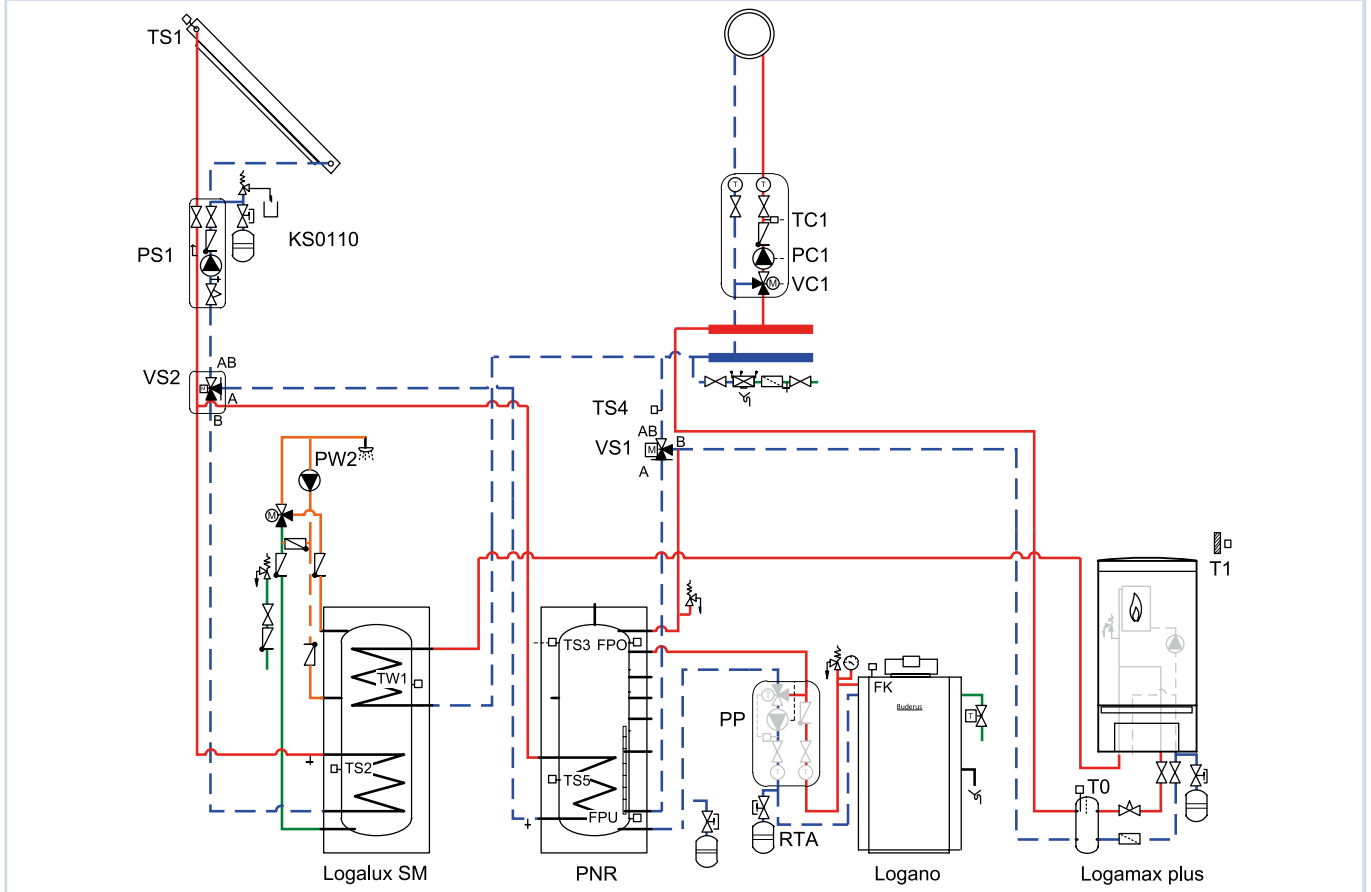 TS1
KS0110
PS1
T
T
TC1
PC1
M
VC1
AB
VS2
M
A
B
TS4
AB
VS1
M
B
A
PW2
M
T1
TS3
FPO
TW1
T
FK
Buderus
T
PP
TS2
TS5
FPU
T
T
T0
RTA
Logalux SM
PNR
Logano
Logamax plus